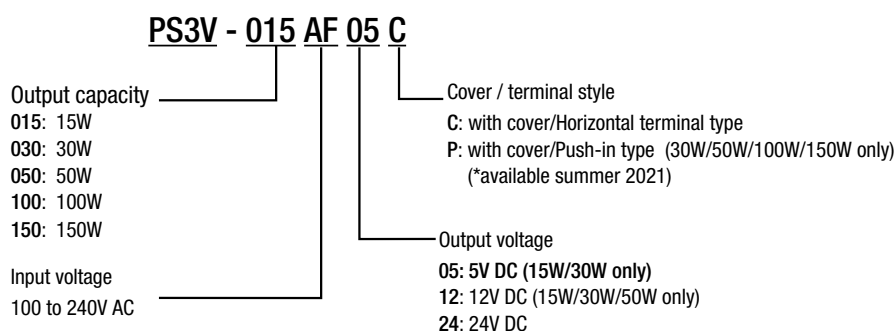 PS3V - 015 AF 05 C
Output capacity
015: 15W
030: 30W
050: 50W
100: 100W
150: 150W
Input voltage
100 to 240V AC
Cover / terminal style
C: with cover/Horizontal terminal type
P: with cover/Push-in type (30W/50W/100W/150W only)
(*available summer 2021)
Output voltage
05: 5V DC (15W/30W only)
12: 12V DC (15W/30W/50W only)
24: 24V DC